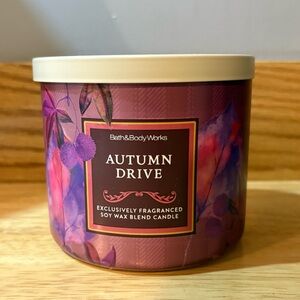 Bath&BodyWorks
AUTUMN
DRIVE
EXCLUSIVELY FRAGRANCED
SOY WAX BLEND CANDLE